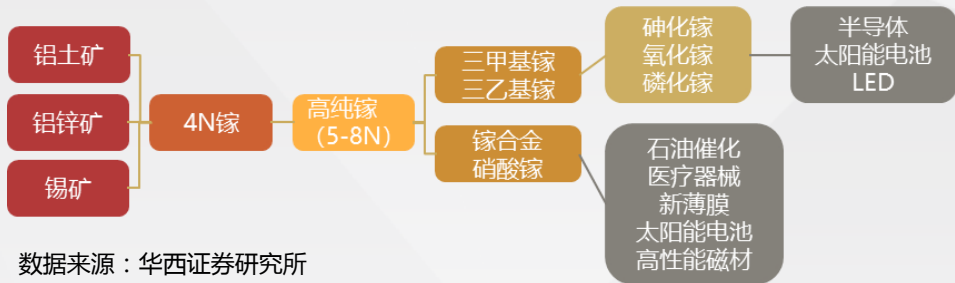 铝土矿
铝锌矿
锡矿
4N镓
高纯镓
（5-8N）
三甲基镓
三乙基镓
镓合金
硝酸镓
砷化镓
氧化镓
磷化镓
半导体
太阳能电池
LED
石油催化
医疗器械
新薄膜
太阳能电池
高性能磁材
数据来源：华西证券研究所